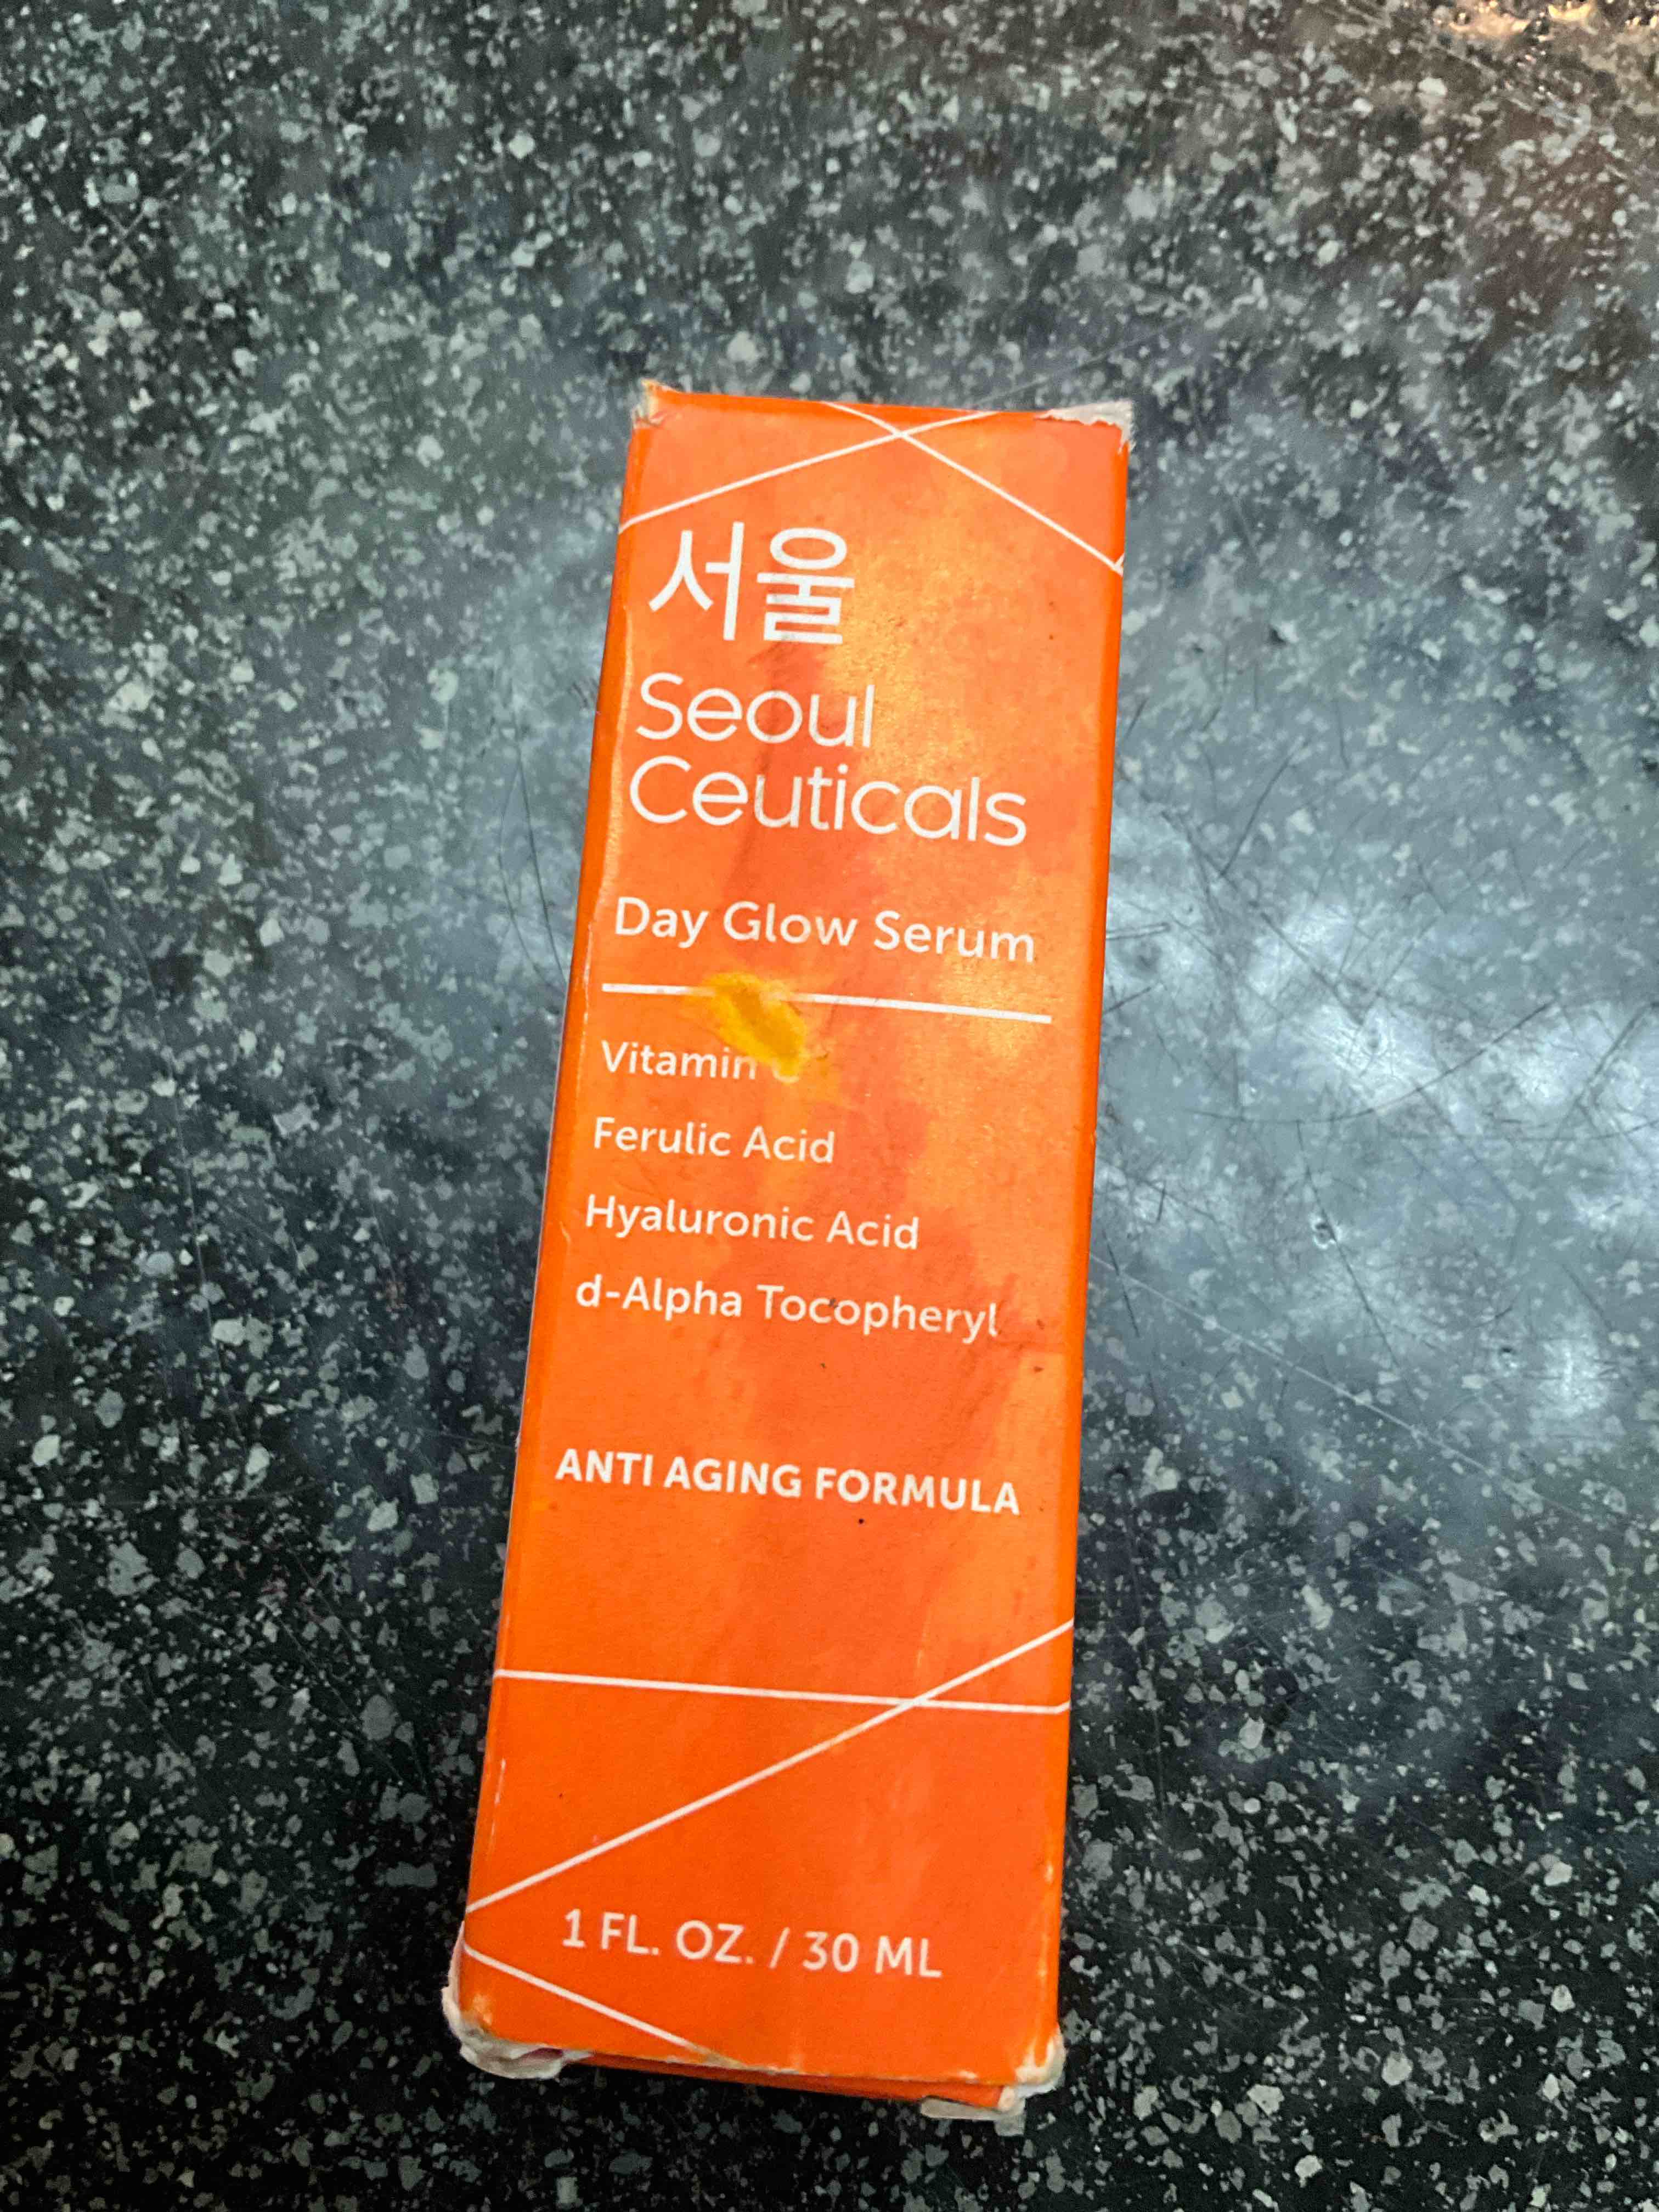 서울
Seoul
Ceuticals
Day Glow Serum
Vitamin
Ferulic Acid
Hyaluronic Acid
d-Alpha Tocopheryl
ANTI AGING FORMULA
1 FL. OZ. / 30 ML